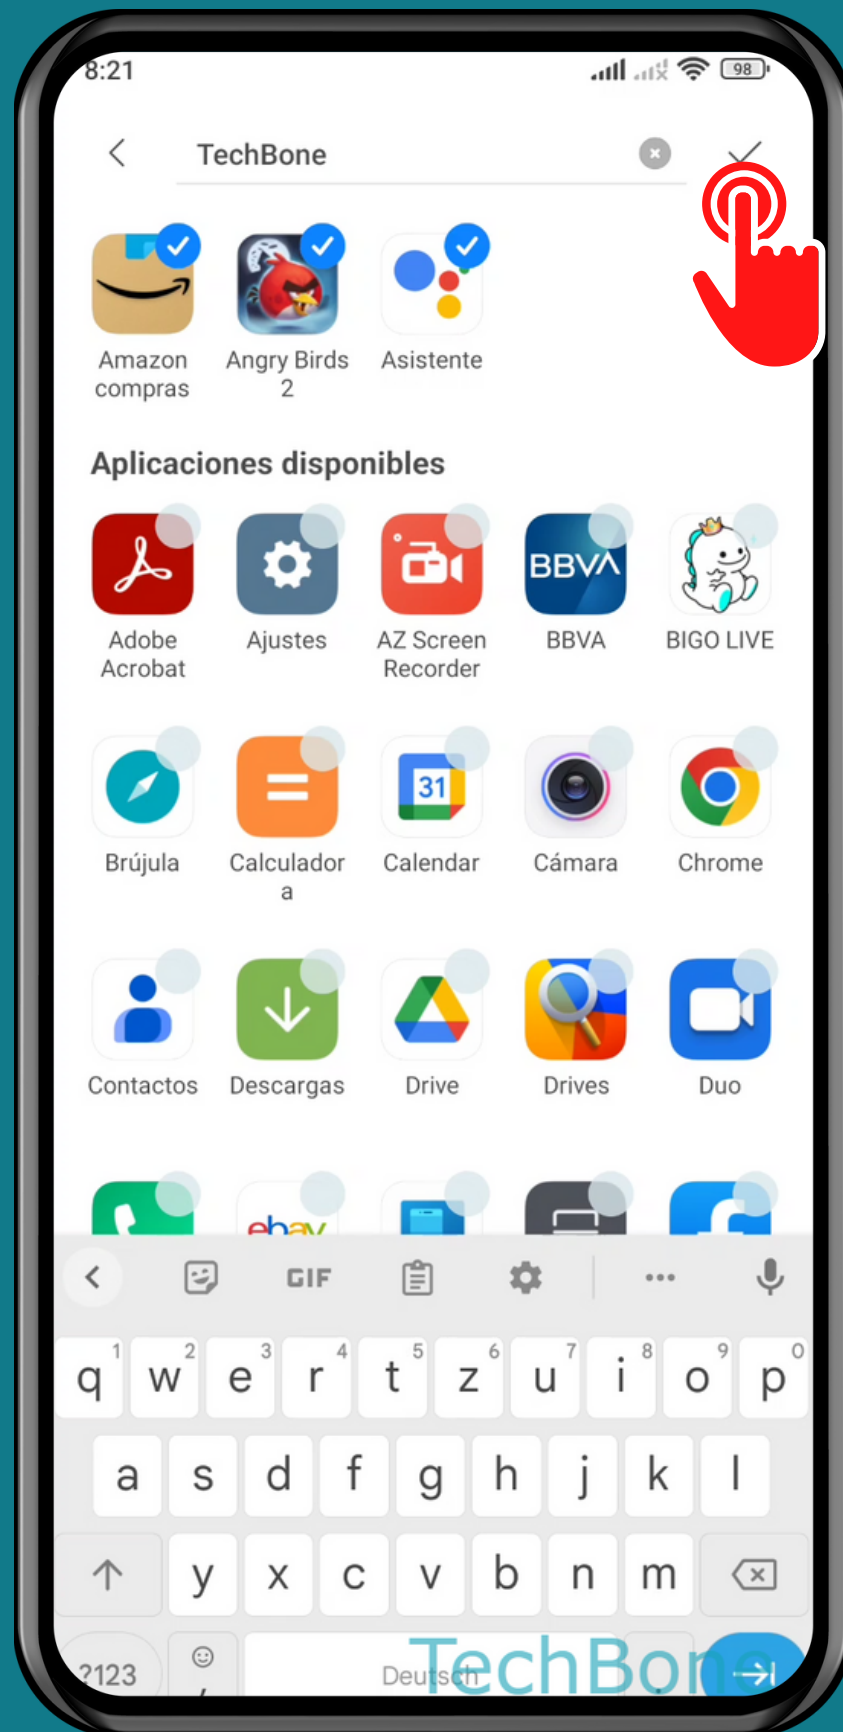 8:21
98
TechBone
Amazon
compras
Angry Birds
2
Asistente
Aplicaciones disponibles
BBVA
Adobe
Acrobat
Ajustes
AZ Screen
Recorder
BBVA
BIGO LIVE
31
Brújula
Calculador
a
Calendar
Cámara
Chrome
Contactos
Descargas
Drive
Drives
Duo
ebay
GIF
q 1 w 2 e 3 r 4 t 5 z 6 u 7 i 8 o 9 p 0
a s d f g h j k l
y x c v b n m
?123 , Deutsch .
TechBone